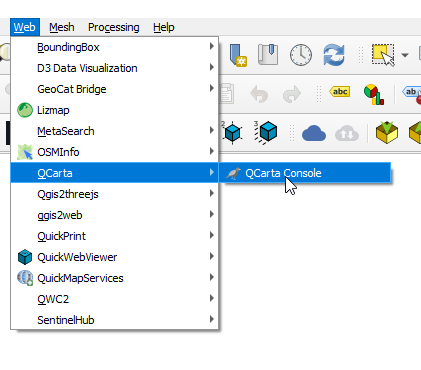 Web Mesh Processing Help
BoundingBox
D3 Data Visualization
GeoCat Bridge
Lizmap
MetaSearch
OSMInfo
QCarta
QCarta Console
Qgis2threejs
qgis2web
QuickPrint
QuickWebViewer
QuickMapServices
QWC2
SentinelHub
abc
ab